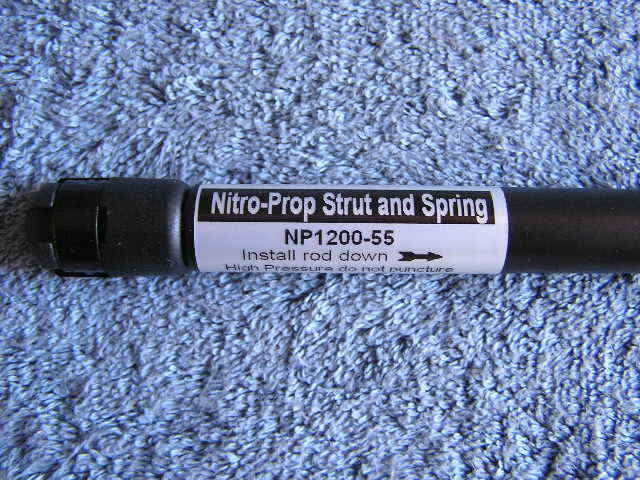 Nitro-Prop Strut and Spring
NP1200-55
Install rod down
High Pressure do not puncture